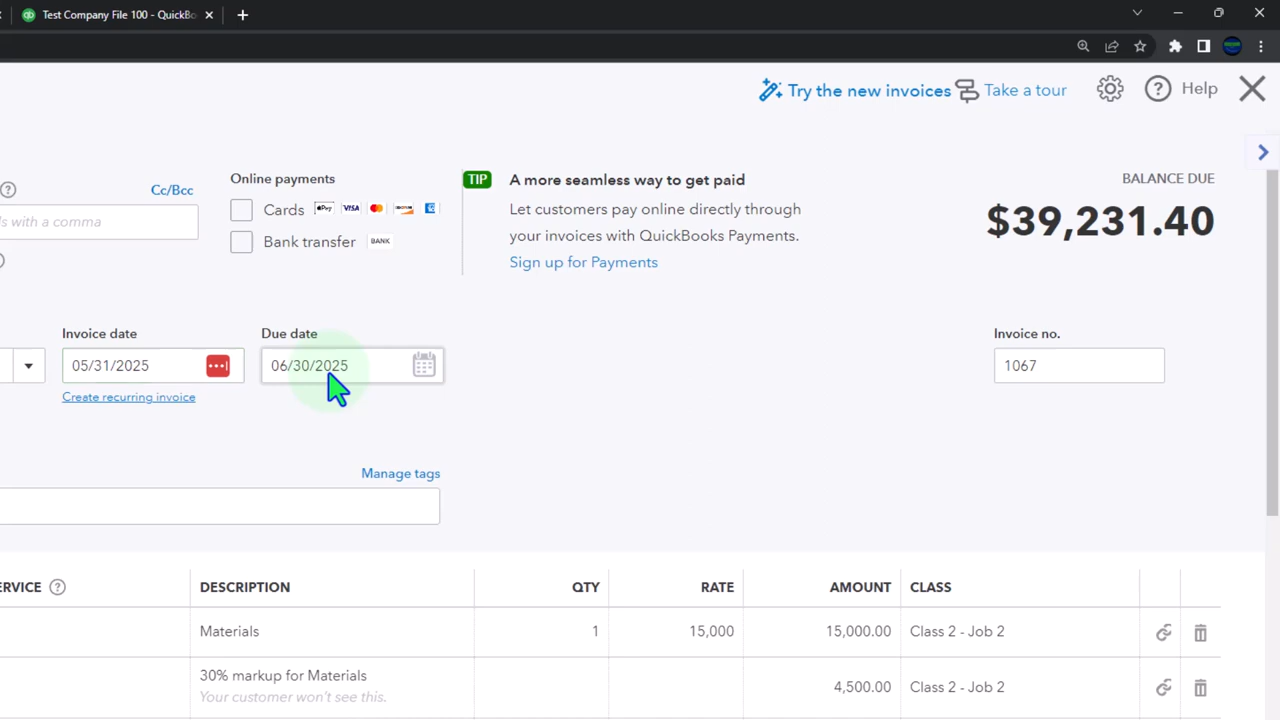 Test Company File 100 - QuickBo
Try the new invoices
Take a tour
Help
Cc/Bcc
ls with a comma
Online payments
Cards
Pay
VISA
Bank transfer
BANK
TIP
A more seamless way to get paid
Let customers pay online directly through
your invoices with QuickBooks Payments.
Sign up for Payments
BALANCE DUE
$39,231.40
Invoice date
05/31/2025
Create recurring invoice
Due date
06/30/2025
Invoice no.
1067
Manage tags
ERVICE
DESCRIPTION
QTY
RATE
AMOUNT
CLASS
Materials
1
15,000
15,000.00
Class 2 - Job 2
30% markup for Materials
Your customer won't see this.
4,500.00
Class 2 - Job 2